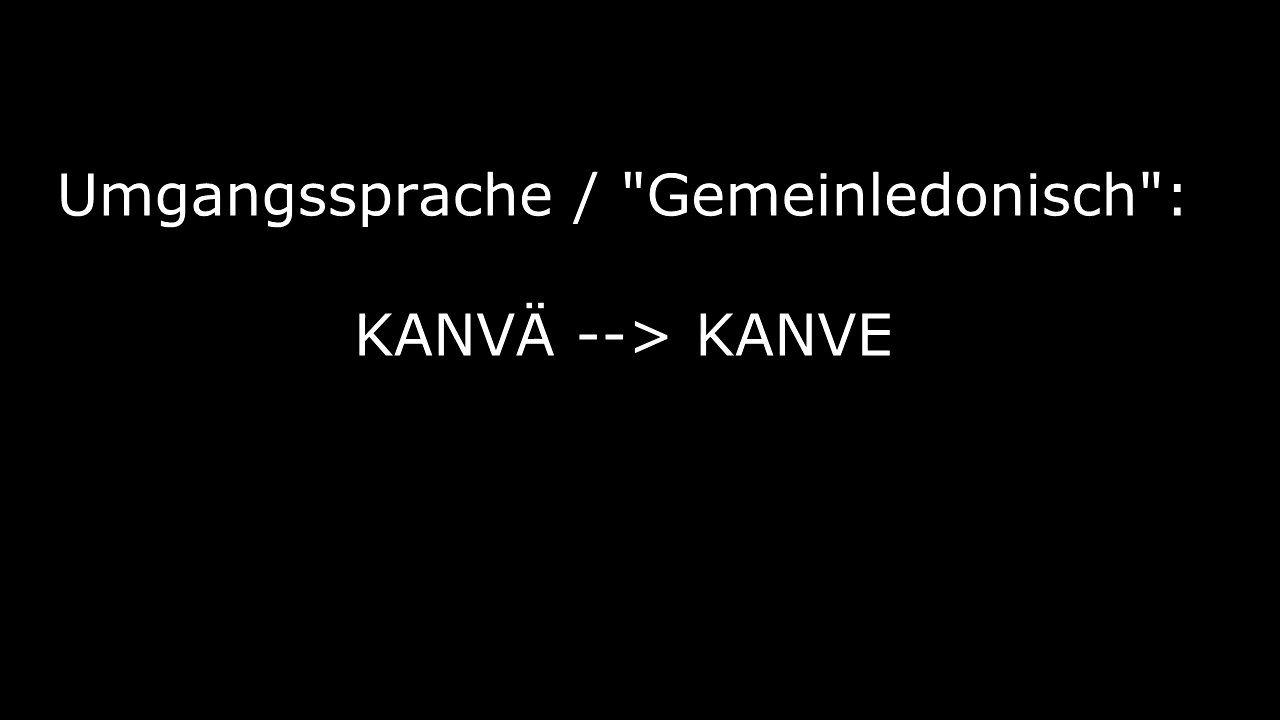 Umgangssprache / "Gemeinledonisch":
KANVÄ --> KANVE